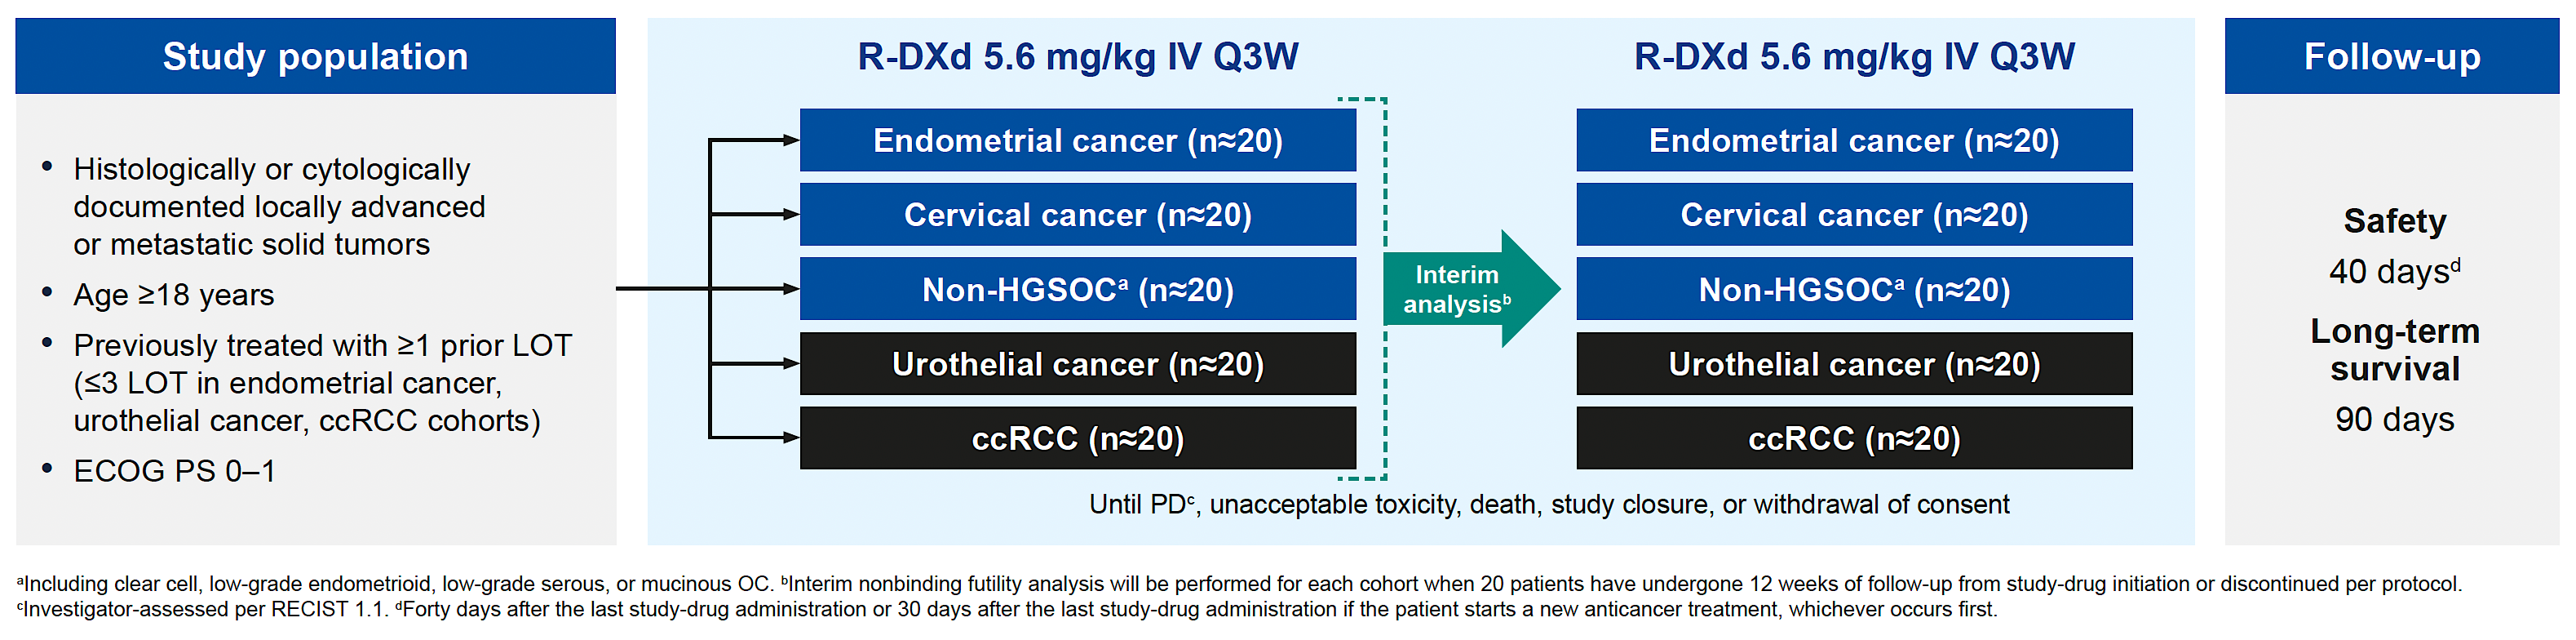 Study population
• Histologically or cytologically
documented locally advanced
or metastatic solid tumors
• Age ≥18 years
• Previously treated with ≥1 prior LOT
(≤3 LOT in endometrial cancer,
urothelial cancer, ccRCC cohorts)
• ECOG PS 0–1
R-DXd 5.6 mg/kg IV Q3W
Endometrial cancer (n≈20)
Cervical cancer (n≈20)
Non-HGSOCᵃ (n≈20)
Urothelial cancer (n≈20)
ccRCC (n≈20)
Interim
analysisᵇ
R-DXd 5.6 mg/kg IV Q3W
Endometrial cancer (n≈20)
Cervical cancer (n≈20)
Non-HGSOCᵃ (n≈20)
Urothelial cancer (n≈20)
ccRCC (n≈20)
Until PDᶜ, unacceptable toxicity, death, study closure, or withdrawal of consent
Follow-up
Safety
40 daysᵈ
Long-term
survival
90 days
ᵃIncluding clear cell, low-grade endometrioid, low-grade serous, or mucinous OC. ᵇInterim nonbinding futility analysis will be performed for each cohort when 20 patients have undergone 12 weeks of follow-up from study-drug initiation or discontinued per protocol.
ᶜInvestigator-assessed per RECIST 1.1. ᵈForty days after the last study-drug administration or 30 days after the last study-drug administration if the patient starts a new anticancer treatment, whichever occurs first.